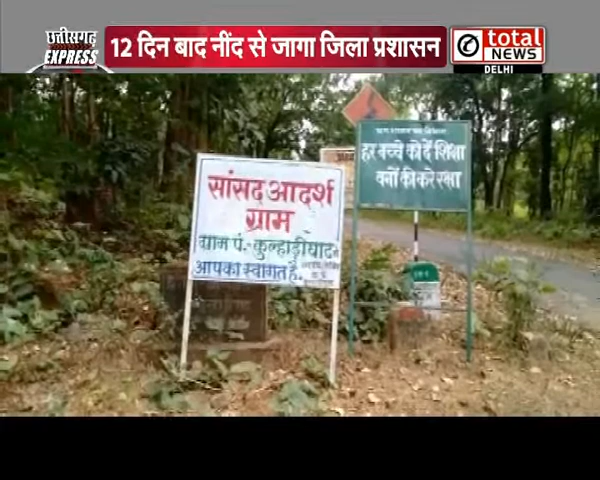 छत्तीसगढ़
EXPRESS
12 दिन बाद नींद से जागा जिला प्रशासन
total
NEWS
DELHI
हर बच्चे को दें शिक्षा
वनों की करे रक्षा
सांसद आदर्श
ग्राम
ग्राम पं.- कुल्हाड़ीघाट
आपका स्वागत है.